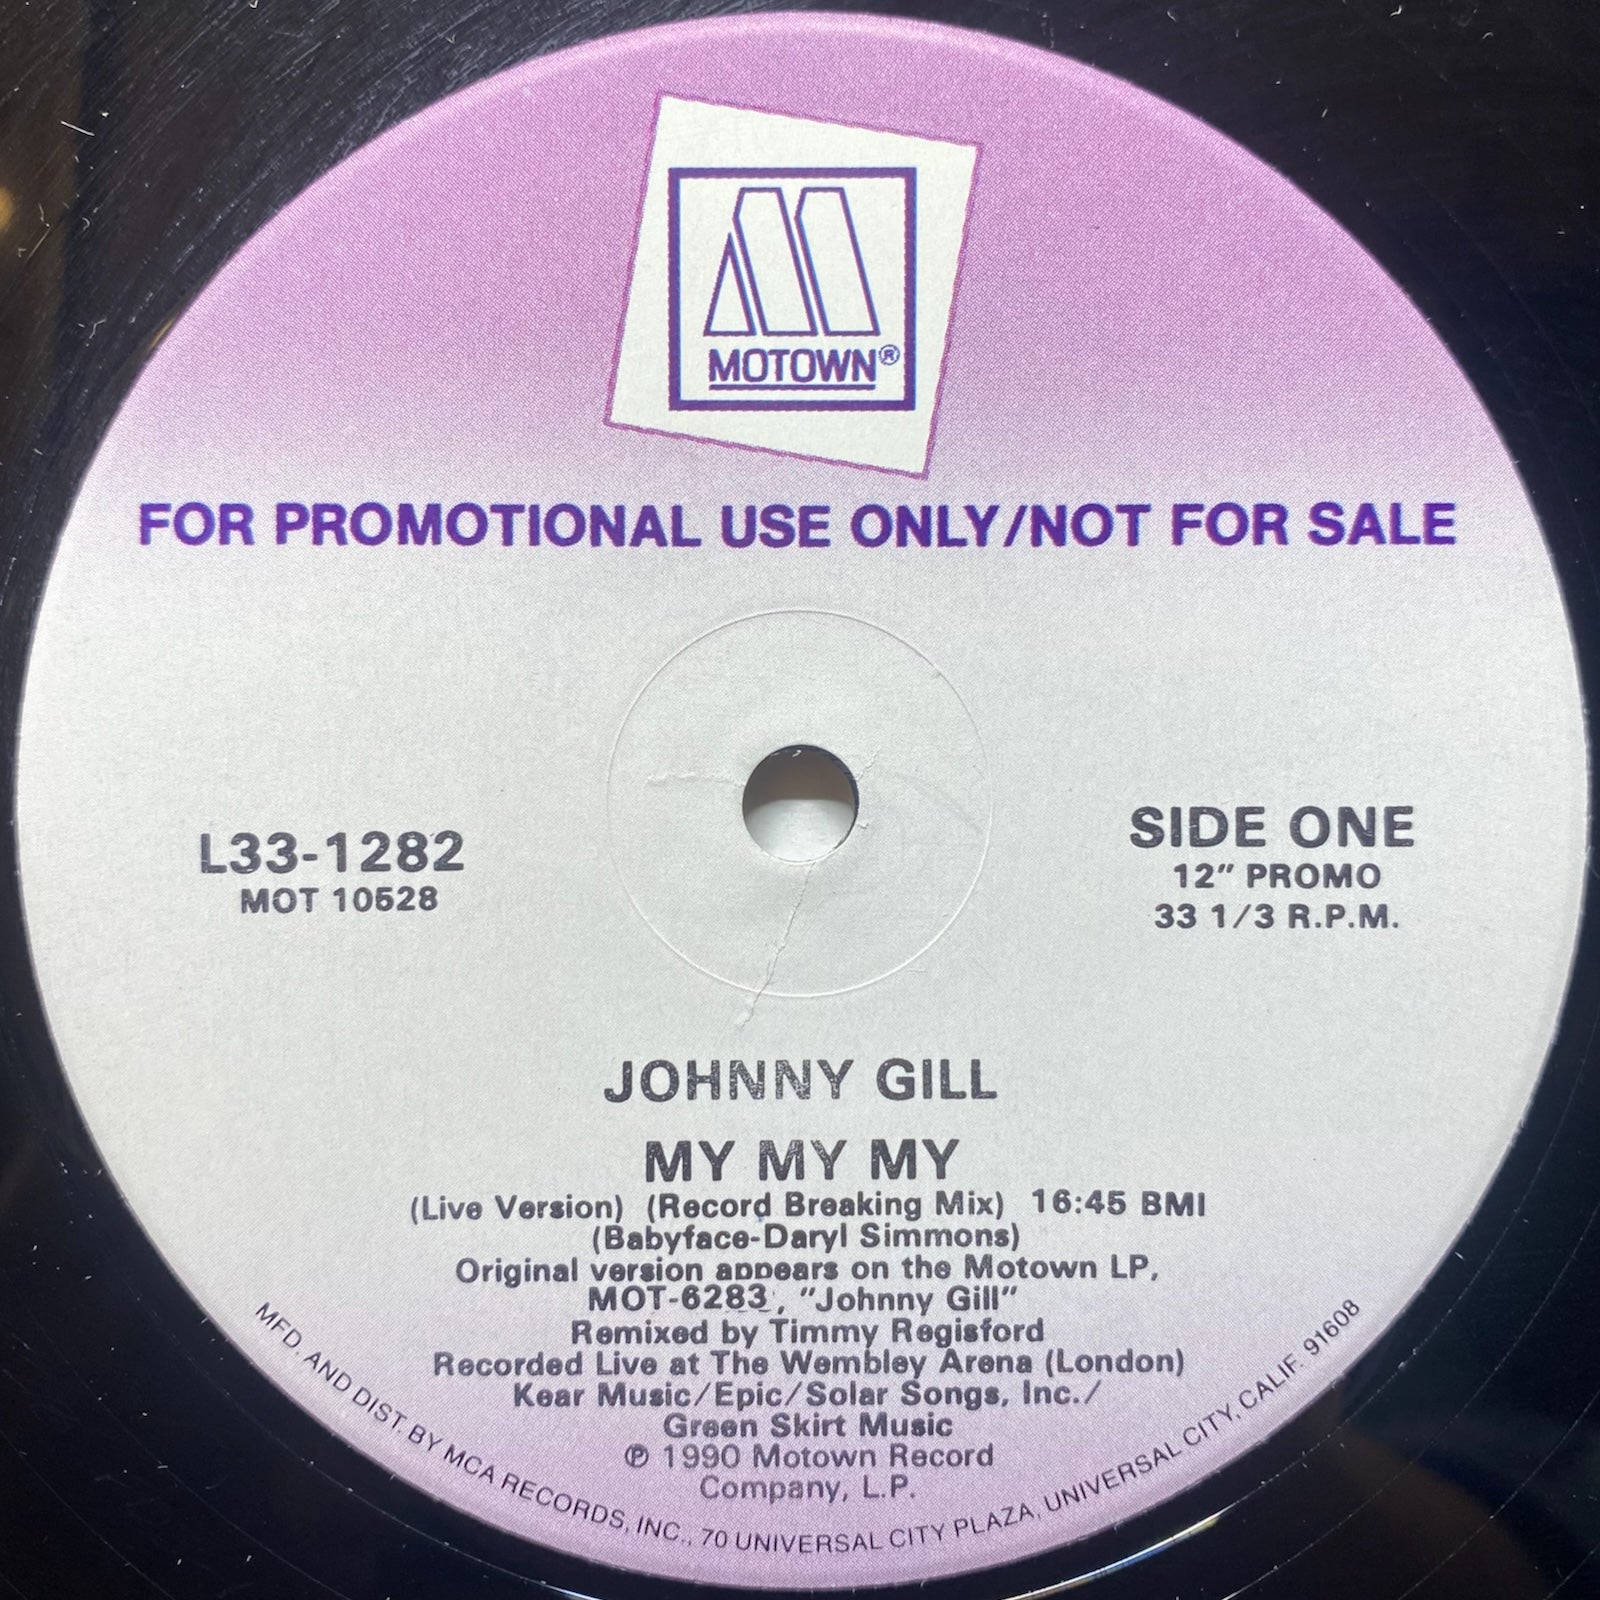 MOTOWN®
FOR PROMOTIONAL USE ONLY/NOT FOR SALE
L33-1282
MOT 10528
SIDE ONE
12" PROMO
33 1/3 R.P.M.
JOHNNY GILL
MY MY MY
(Live Version) (Record Breaking Mix) 16:45 BMI
(Babyface-Daryl Simmons)
Original version appears on the Motown LP,
MOT-6283, "Johnny Gill"
Remixed by Timmy Regisford
Recorded Live at The Wembley Arena (London)
Kear Music/Epic/Solar Songs, Inc./
Green Skirt Music
℗ 1990 Motown Record
Company, L.P.
MFD. AND DIST. BY MCA RECORDS, INC., 70 UNIVERSAL CITY PLAZA, UNIVERSAL CITY, CALIF. 91608